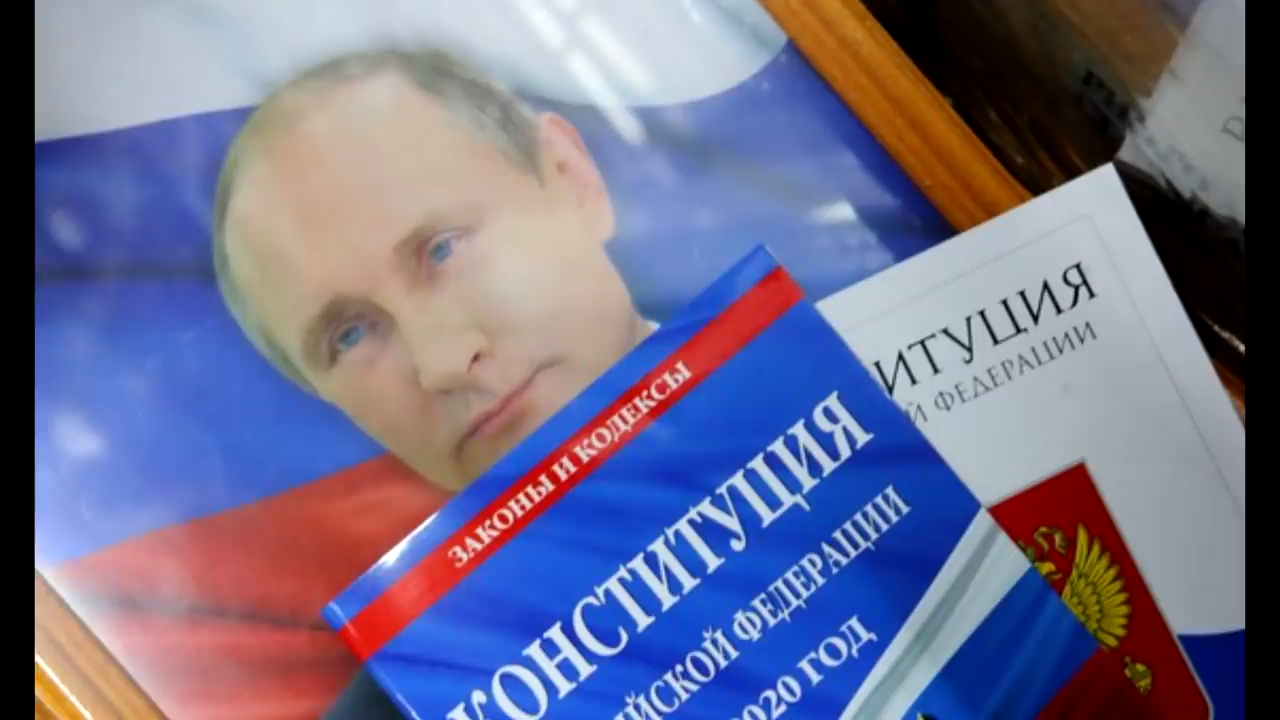 ЗАКОНЫ И КОДЕКСЫ
КОНСТИТУЦИЯ
ЙСКОЙ ФЕДЕРАЦИИ
2020 ГОД
ИТУЦИЯ
Й ФЕДЕРАЦИИ